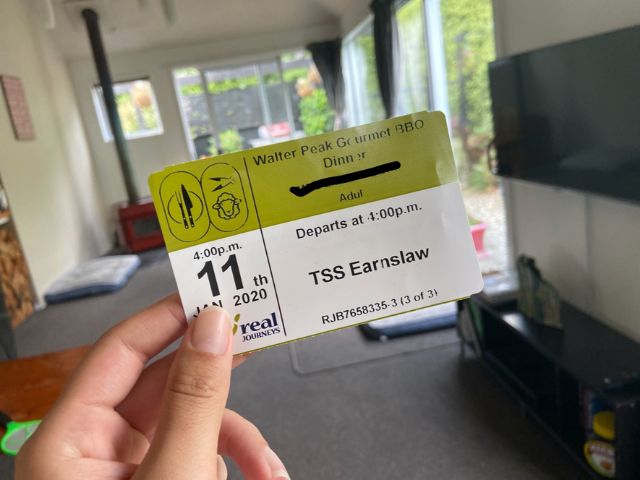 Walter Peak Gourmet BBQ
Dinner
Adul
4:00p.m.
11th
JAN 2020
Departs at 4:00p.m.
TSS Earnslaw
RJB7658335-3 (3 of 3)
real
JOURNEYS